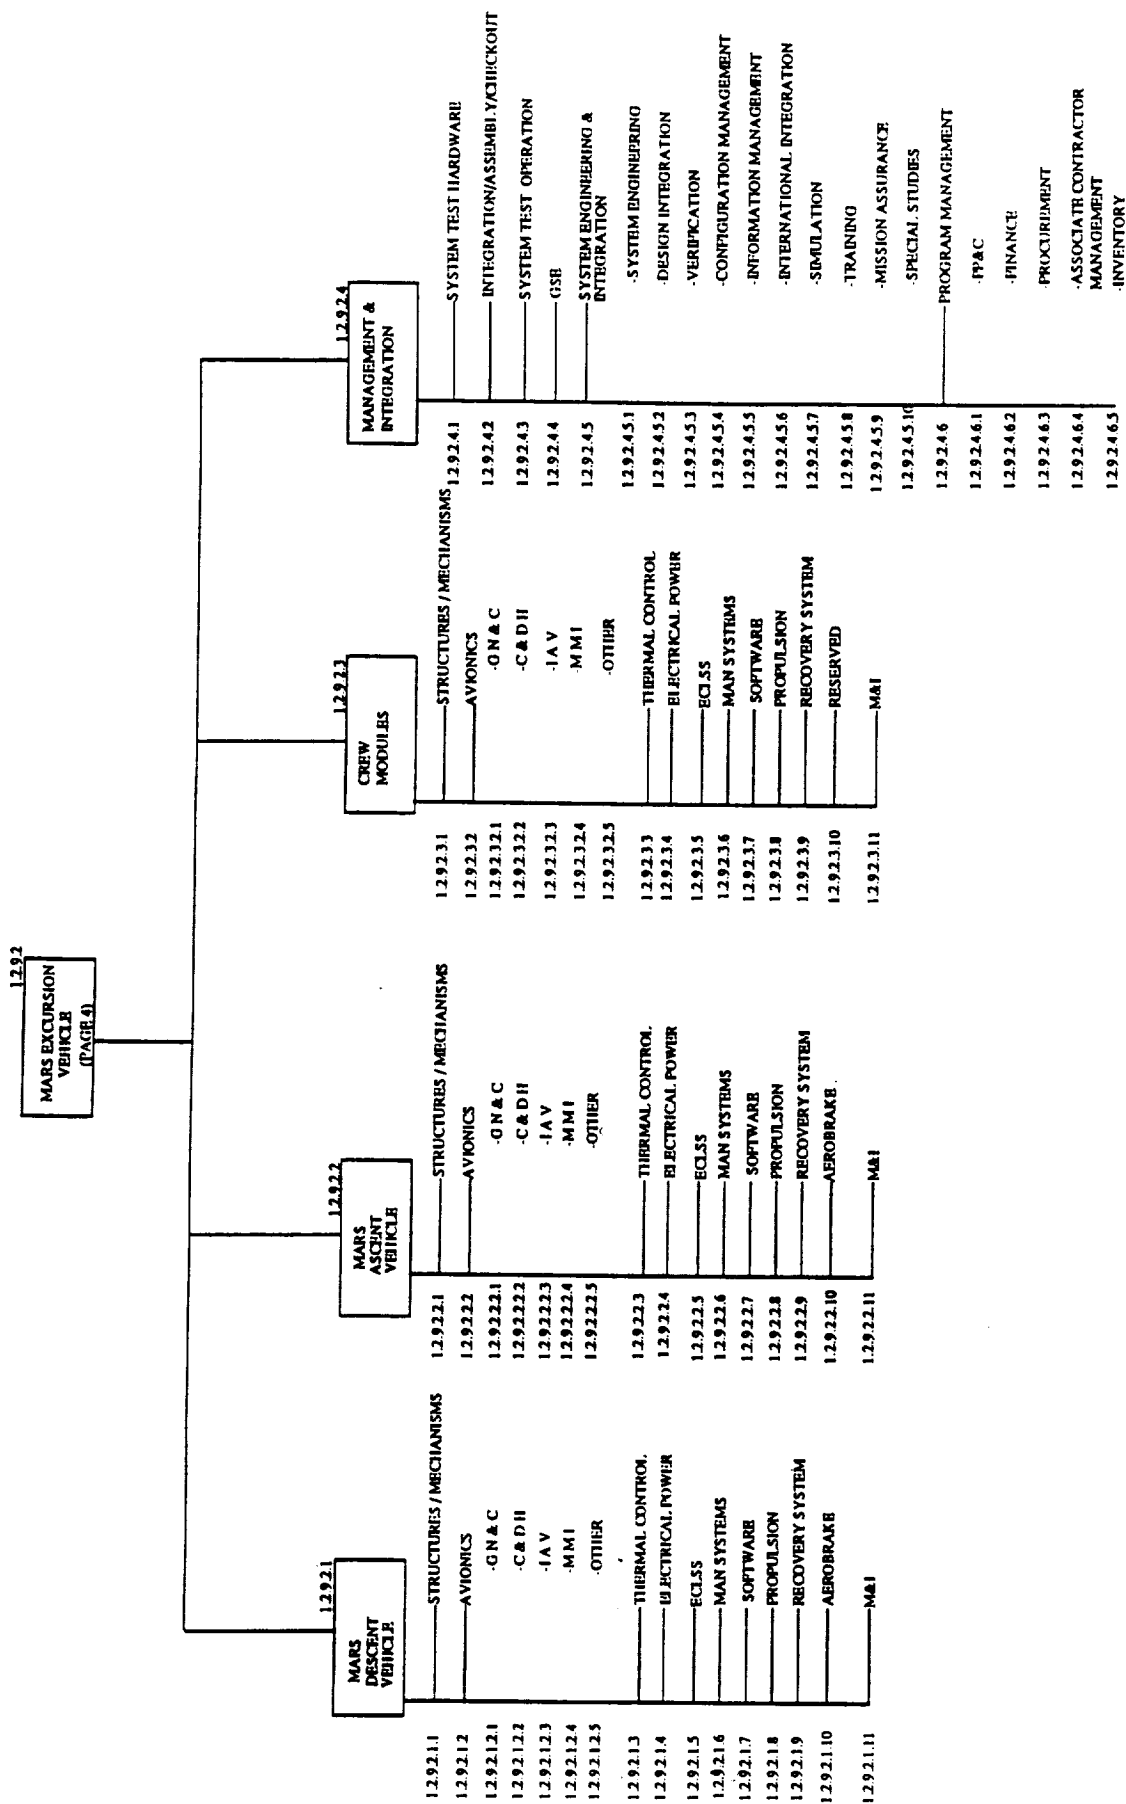 1.2.9.2
MARS EXCURSION
VEHICLE
(PAGE 4)
1.2.9.2.1
MARS
DESCENT
VEHICLE
1.2.9.2.1.1 STRUCTURES / MECHANISMS
1.2.9.2.1.2 AVIONICS
1.2.9.2.1.2.1 -GN & C
1.2.9.2.1.2.2 -C & DH
1.2.9.2.1.2.3 -I A V
1.2.9.2.1.2.4 -M M I
1.2.9.2.1.2.5 -OTHER
1.2.9.2.1.3 THERMAL CONTROL
1.2.9.2.1.4 ELECTRICAL POWER
1.2.9.2.1.5 ECLSS
1.2.9.2.1.6 MAN SYSTEMS
1.2.9.2.1.7 SOFTWARE
1.2.9.2.1.8 PROPULSION
1.2.9.2.1.9 RECOVERY SYSTEM
1.2.9.2.1.10 AEROBRAKE
1.2.9.2.1.11 M&I
1.2.9.2.2
MARS
ASCENT
VEHICLE
1.2.9.2.2.1 STRUCTURES / MECHANISMS
1.2.9.2.2.2 AVIONICS
1.2.9.2.2.2.1 -GN & C
1.2.9.2.2.2.2 -C & DH
1.2.9.2.2.2.3 -I A V
1.2.9.2.2.2.4 -M M I
1.2.9.2.2.2.5 -OTHER
1.2.9.2.2.3 THERMAL CONTROL
1.2.9.2.2.4 ELECTRICAL POWER
1.2.9.2.2.5 ECLSS
1.2.9.2.2.6 MAN SYSTEMS
1.2.9.2.2.7 SOFTWARE
1.2.9.2.2.8 PROPULSION
1.2.9.2.2.9 RECOVERY SYSTEM
1.2.9.2.2.10 AEROBRAKE
1.2.9.2.2.11 M&I
1.2.9.2.3
CREW
MODULES
1.2.9.2.3.1 STRUCTURES / MECHANISMS
1.2.9.2.3.2 AVIONICS
1.2.9.2.3.2.1 -GN & C
1.2.9.2.3.2.2 -C & DH
1.2.9.2.3.2.3 -I A V
1.2.9.2.3.2.4 -M M I
1.2.9.2.3.2.5 -OTHER
1.2.9.2.3.3 THERMAL CONTROL
1.2.9.2.3.4 ELECTRICAL POWER
1.2.9.2.3.5 ECLSS
1.2.9.2.3.6 MAN SYSTEMS
1.2.9.2.3.7 SOFTWARE
1.2.9.2.3.8 PROPULSION
1.2.9.2.3.9 RECOVERY SYSTEM
1.2.9.2.3.10 RESERVED
1.2.9.2.3.11 M&I
1.2.9.2.4
MANAGEMENT &
INTEGRATION
1.2.9.2.4.1 SYSTEM TEST HARDWARE
1.2.9.2.4.2 INTEGRATION/ASSEMBLY/CHECKOUT
1.2.9.2.4.3 SYSTEM TEST OPERATION
1.2.9.2.4.4 GSE
1.2.9.2.4.5 SYSTEM ENGINEERING &
INTEGRATION
1.2.9.2.4.5.1 -SYSTEM ENGINEERING
1.2.9.2.4.5.2 -DESIGN INTEGRATION
1.2.9.2.4.5.3 -VERIFICATION
1.2.9.2.4.5.4 -CONFIGURATION MANAGEMENT
1.2.9.2.4.5.5 -INFORMATION MANAGEMENT
1.2.9.2.4.5.6 -INTERNATIONAL INTEGRATION
1.2.9.2.4.5.7 -SIMULATION
1.2.9.2.4.5.8 -TRAINING
1.2.9.2.4.5.9 -MISSION ASSURANCE
1.2.9.2.4.5.10 -SPECIAL STUDIES
1.2.9.2.4.6 PROGRAM MANAGEMENT
1.2.9.2.4.6.1 -PP&C
1.2.9.2.4.6.2 -FINANCE
1.2.9.2.4.6.3 -PROCUREMENT
1.2.9.2.4.6.4 -ASSOCIATE CONTRACTOR
MANAGEMENT
1.2.9.2.4.6.5 -INVENTORY